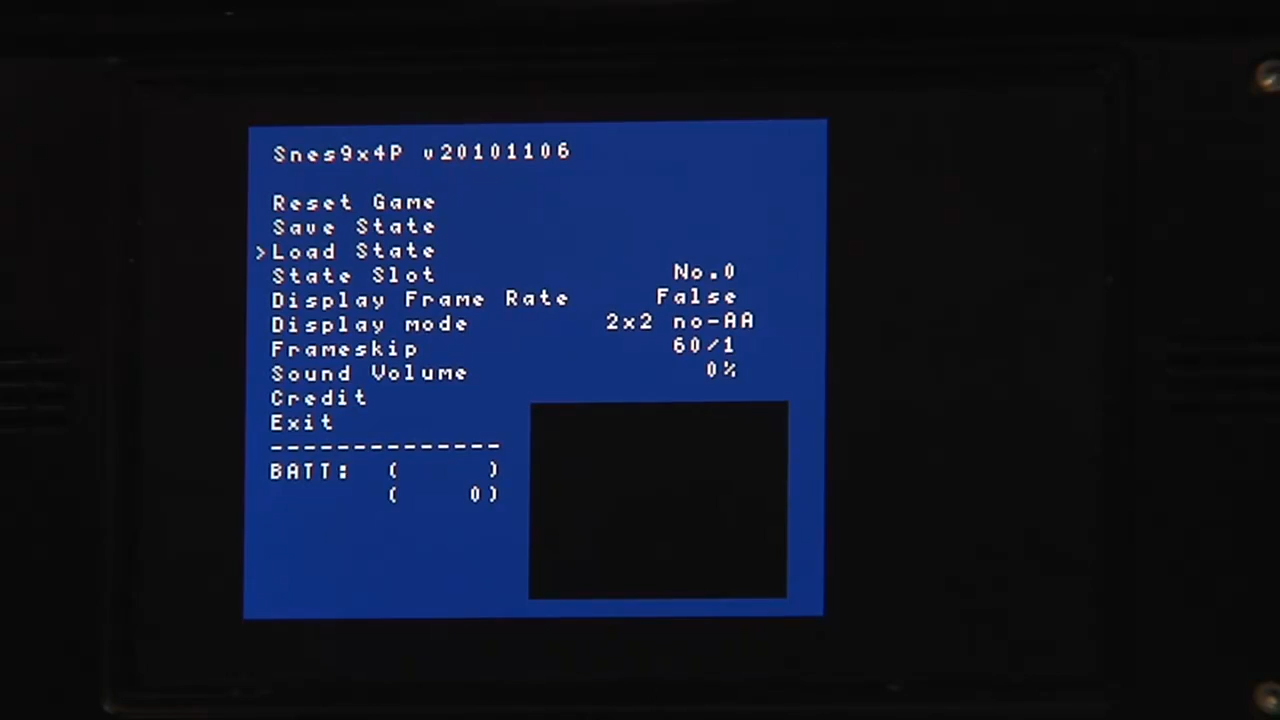 Snes9x4P v20101106
Reset Game
Save State
>Load State
State Slot No.0
Display Frame Rate False
Display mode 2x2 no-AA
Frameskip 60/1
Sound Volume 0%
Credit
Exit
--------------
BATT: ( )
( 0)